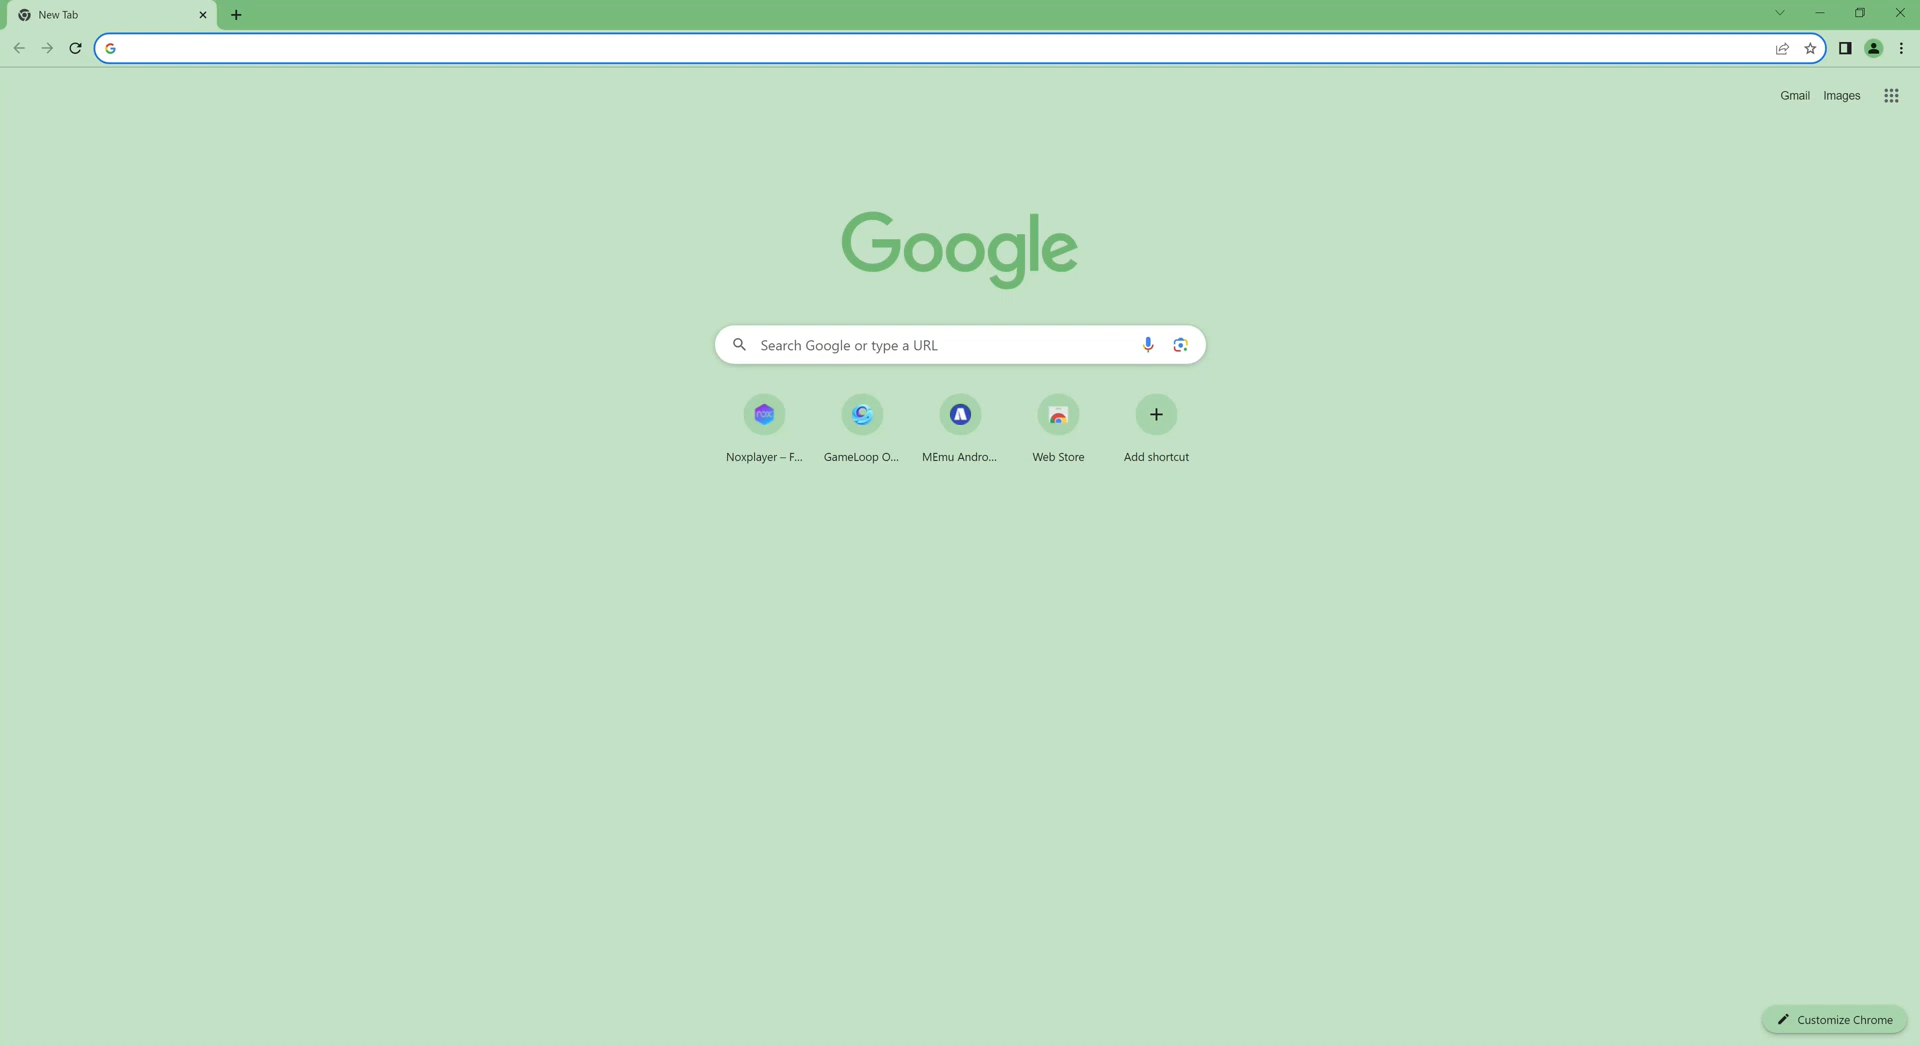 New Tab
Gmail Images
Google
Search Google or type a URL
Noxplayer – F... GameLoop O... MEmu Andro... Web Store Add shortcut
Customize Chrome